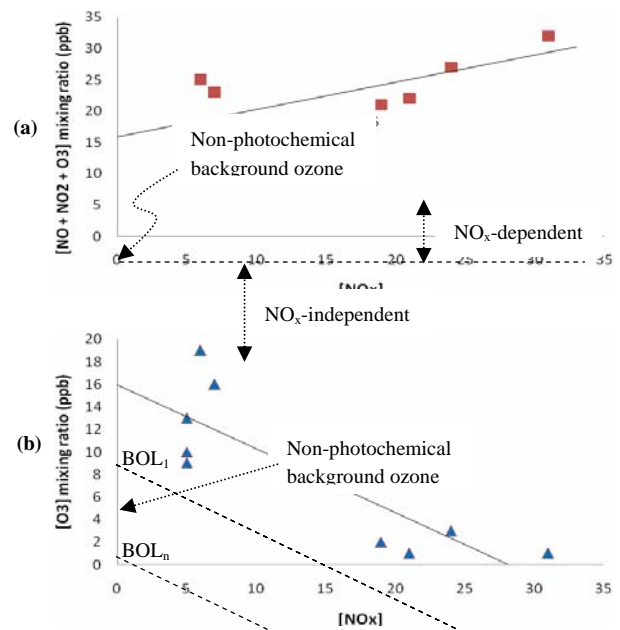 (a)
[NO + NO2 + O3] mixing ratio (ppb)
35
30
25
20
15
10
5
0
Non-photochemical
background ozone
NOx-dependent
0 5 10 15 20 25 30 35
[NOx]
NOx-independent
(b)
[O3] mixing ratio (ppb)
20
18
16
14
12
10
8
6
4
2
0
BOL1
Non-photochemical
background ozone
BOLn
0 5 10 15 20 25 30 35
[NOx]